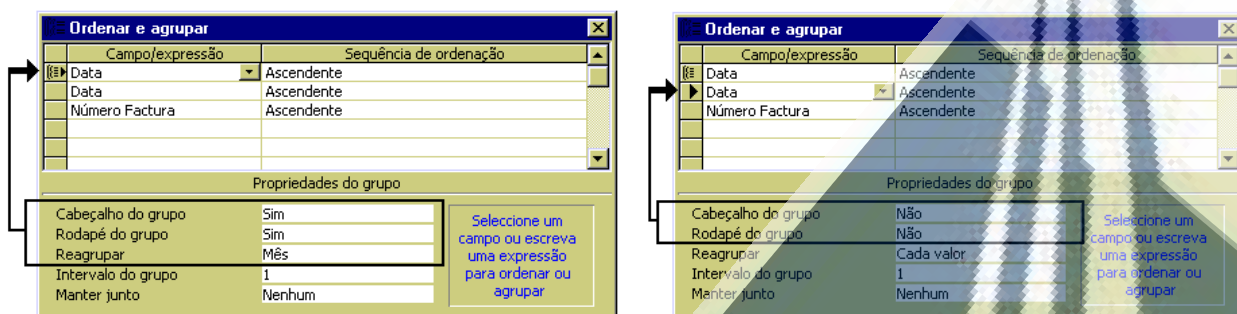 Ordenar e agrupar
Campo/expressão Sequência de ordenação
Data Ascendente
Data Ascendente
Número Factura Ascendente
Propriedades do grupo
Cabeçalho do grupo Sim
Rodapé do grupo Sim
Reagrupar Mês
Intervalo do grupo 1
Manter junto Nenhum
Seleccione um
campo ou escreva
uma expressão
para ordenar ou
agrupar
Ordenar e agrupar
Campo/expressão Sequência de ordenação
Data Ascendente
Data Ascendente
Número Factura Ascendente
Propriedades do grupo
Cabeçalho do grupo Não
Rodapé do grupo Não
Reagrupar Cada valor
Intervalo do grupo 1
Manter junto Nenhum
Seleccione um
campo ou escreva
uma expressão
para ordenar ou
agrupar